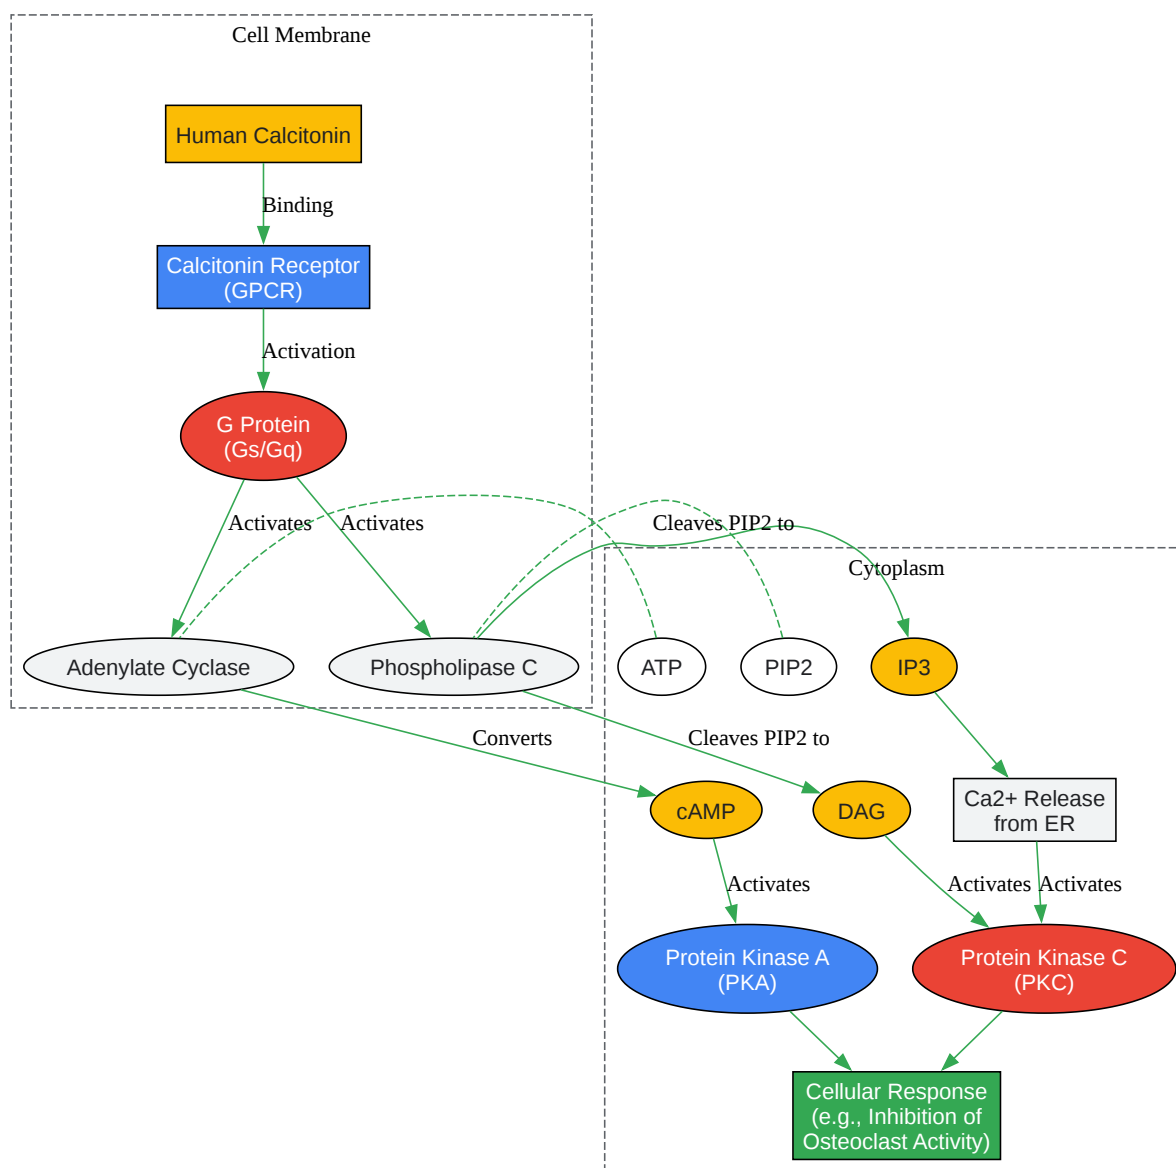 Cell Membrane
Human Calcitonin
Binding
Calcitonin Receptor
(GPCR)
Activation
G Protein
(Gs/Gq)
Activates
Activates
Cleaves PIP2 to
Cytoplasm
Adenylate Cyclase
Phospholipase C
ATP
PIP2
IP3
Converts
Cleaves PIP2 to
cAMP
DAG
Ca2+ Release
from ER
Activates
Activates
Activates
Protein Kinase A
(PKA)
Protein Kinase C
(PKC)
Cellular Response
(e.g., Inhibition of
Osteoclast Activity)